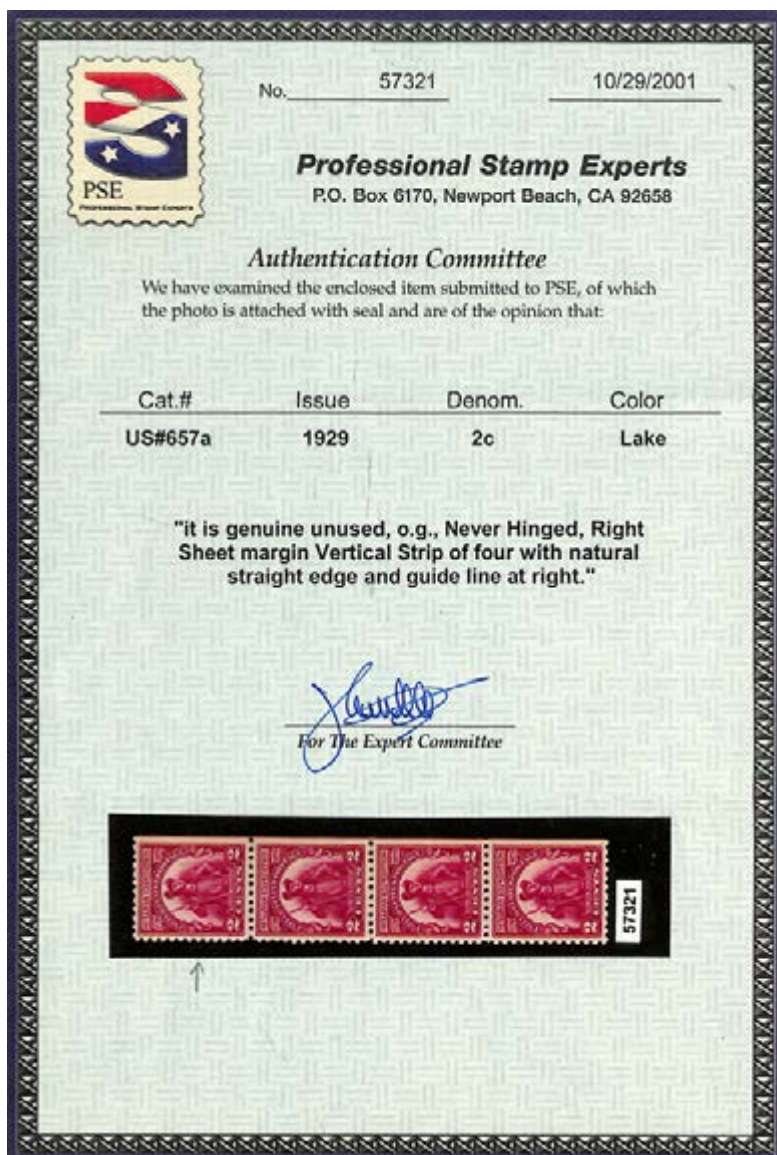 No. 57321 10/29/2001
PSE
PROFESSIONAL STAMP EXPERTS
Professional Stamp Experts
P.O. Box 6170, Newport Beach, CA 92658
Authentication Committee
We have examined the enclosed item submitted to PSE, of which
the photo is attached with seal and are of the opinion that:
Cat.# Issue Denom. Color
US#657a 1929 2c Lake
"it is genuine unused, o.g., Never Hinged, Right
Sheet margin Vertical Strip of four with natural
straight edge and guide line at right."
For The Expert Committee
57321